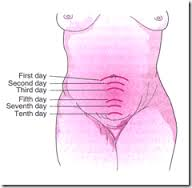 First day
Second day
Third day
Fifth day
Seventh day
Tenth day